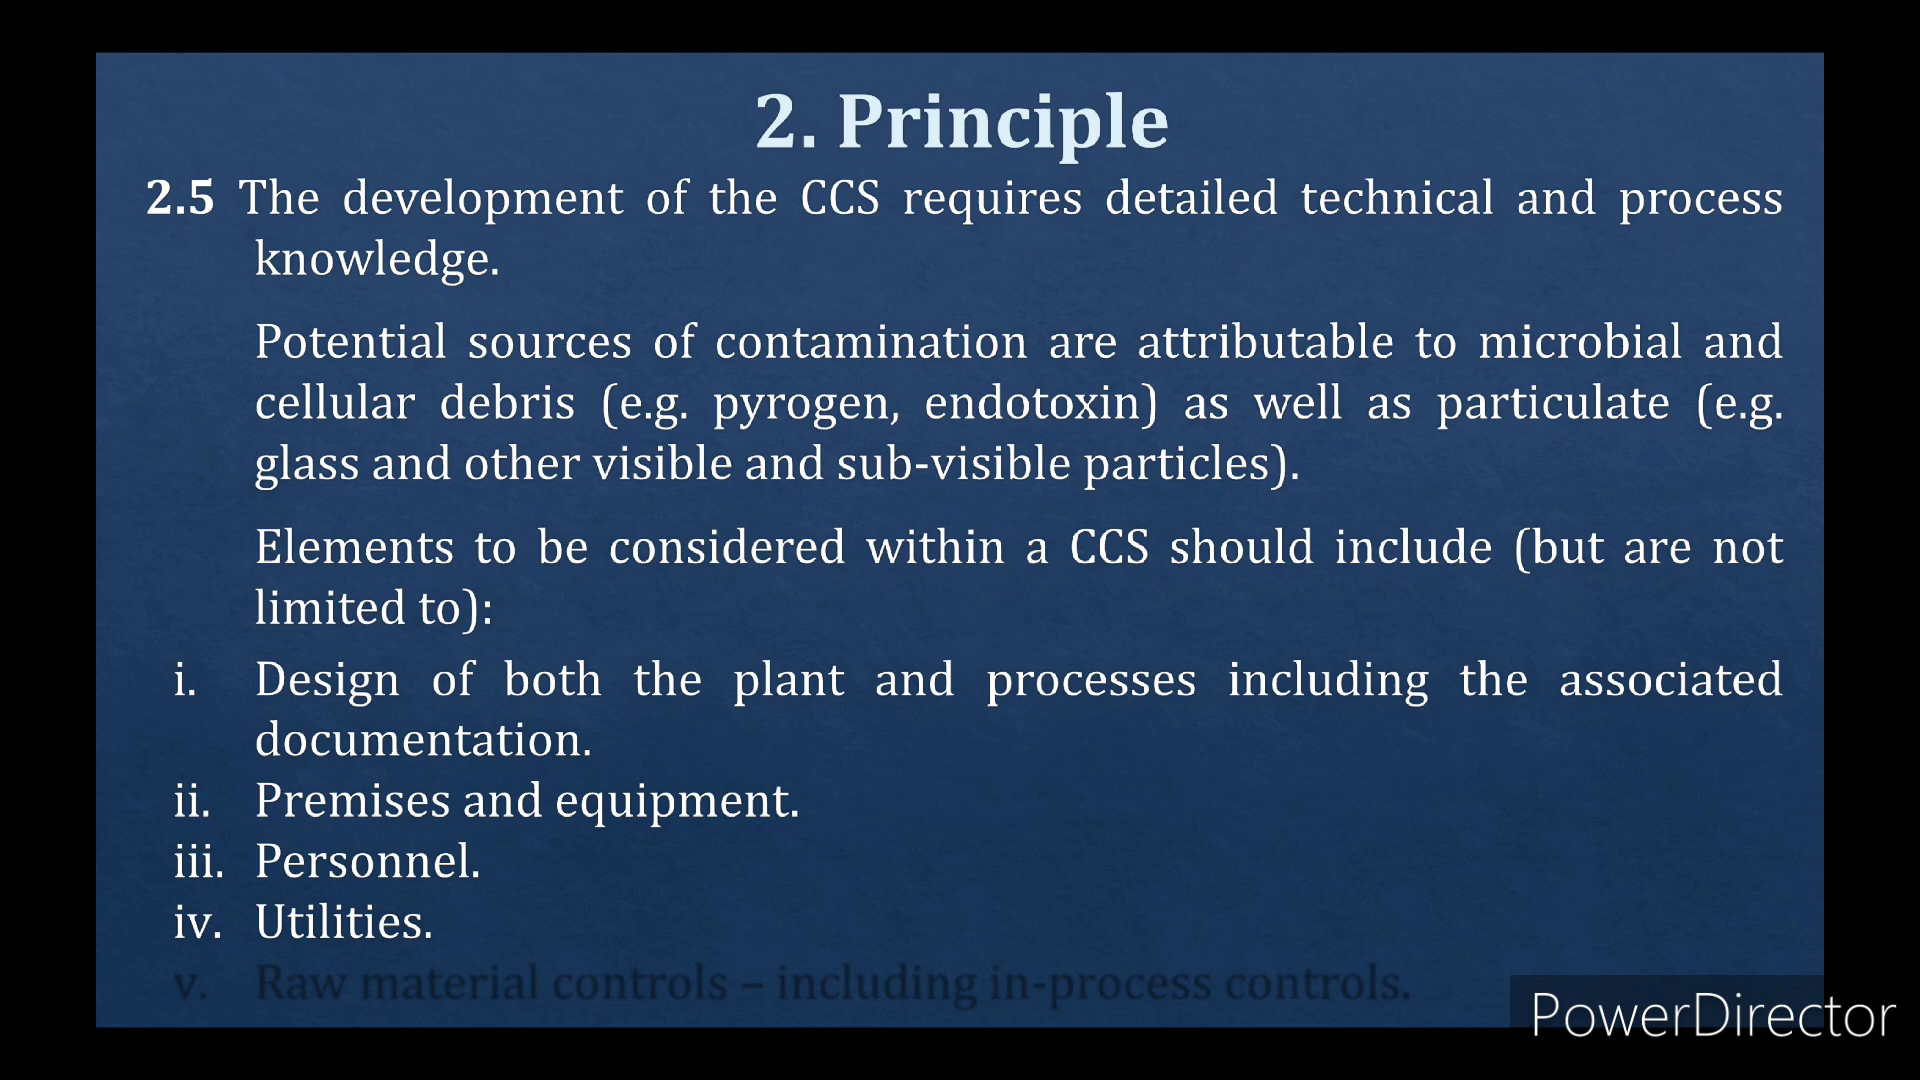 2. Principle
2.5 The development of the CCS requires detailed technical and process
knowledge.
Potential sources of contamination are attributable to microbial and
cellular debris (e.g. pyrogen, endotoxin) as well as particulate (e.g.
glass and other visible and sub-visible particles).
Elements to be considered within a CCS should include (but are not
limited to):
i. Design of both the plant and processes including the associated
documentation.
ii. Premises and equipment.
iii. Personnel.
iv. Utilities.
v. Raw material controls – including in-process controls.
PowerDirector